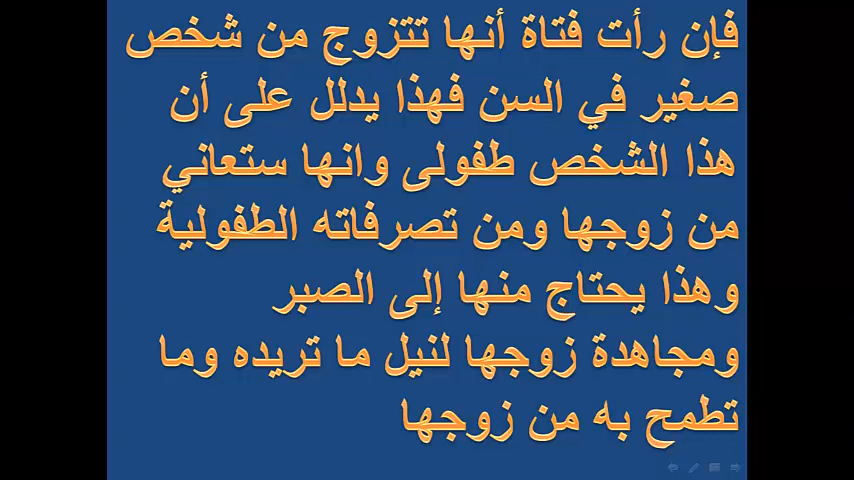 فإن رأت فتاة أنها تتزوج من شخص
صغير في السن فهذا يدلل على أن
هذا الشخص طفولى وانها ستعاني
من زوجها ومن تصرفاته الطفولية
وهذا يحتاج منها إلى الصبر
ومجاهدة زوجها لنيل ما تريده وما
تطمح به من زوجها